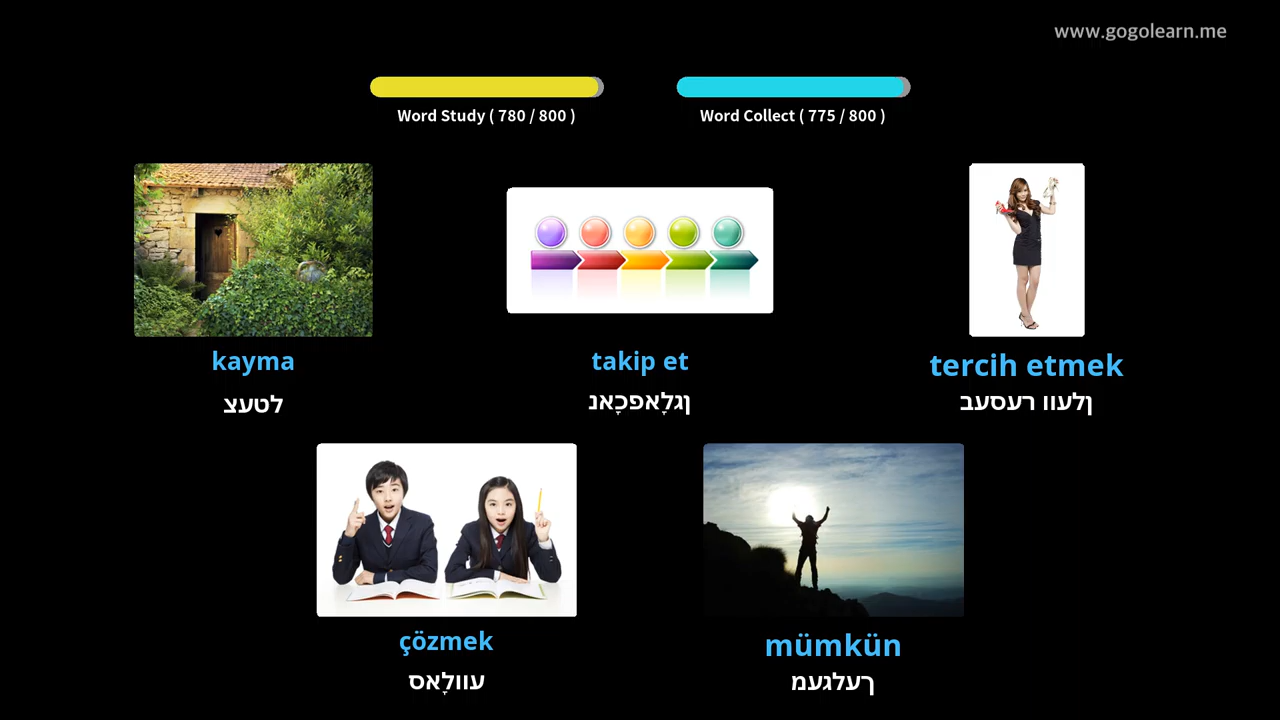 www.gogolearn.me
Word Study ( 780 / 800 )
Word Collect ( 775 / 800 )
kayma
לטעצ
takip et
ןגלָאפכָאנ
tercih etmek
ןלעוו רעסעב
çözmek
עוולָאס
mümkün
ךעלגעמ